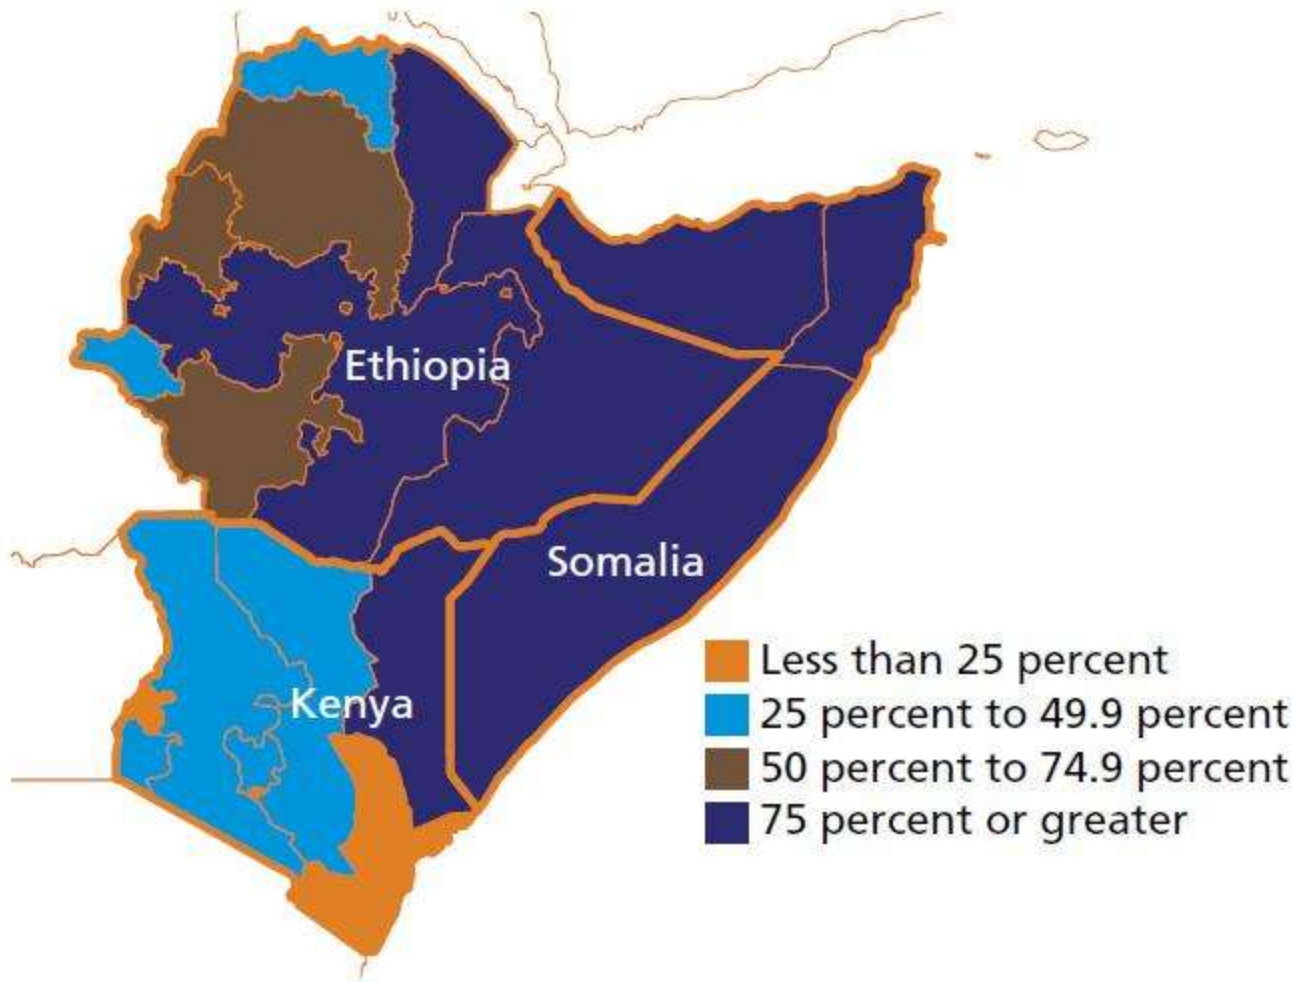 Ethiopia
Somalia
Kenya
Less than 25 percent
25 percent to 49.9 percent
50 percent to 74.9 percent
75 percent or greater